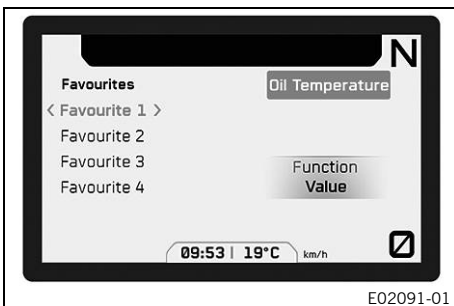 N
Favourites
Oil Temperature
< Favourite 1 >
Favourite 2
Favourite 3
Favourite 4
Function
Value
09:53 | 19°C km/h
0
E02091-01